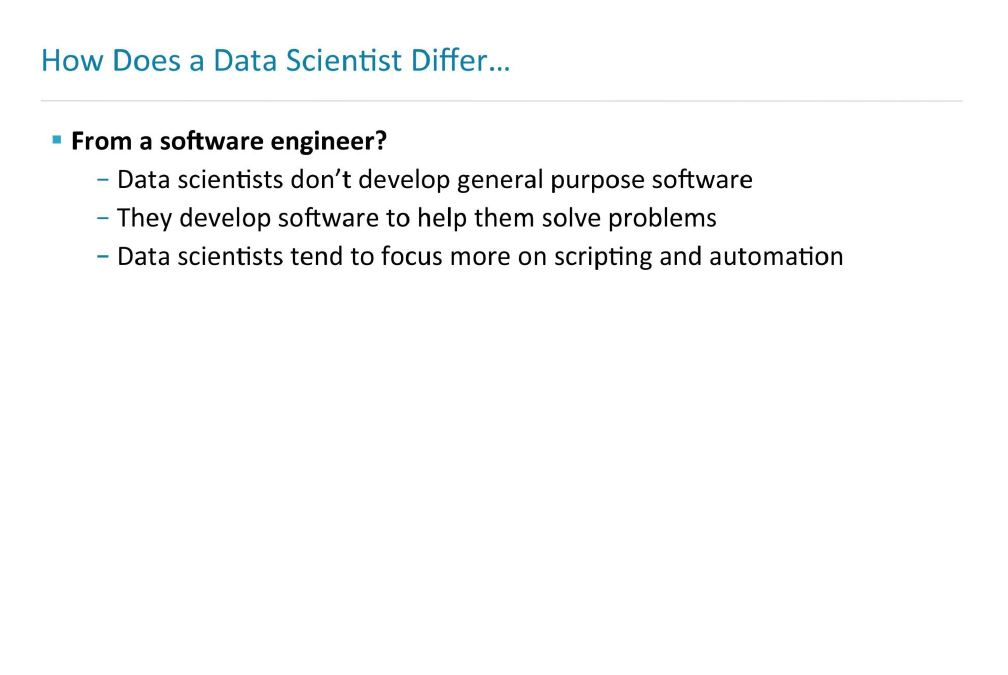 How Does a Data Scientist Differ…
▪ From a software engineer?
– Data scientists don’t develop general purpose software
– They develop software to help them solve problems
– Data scientists tend to focus more on scripting and automation